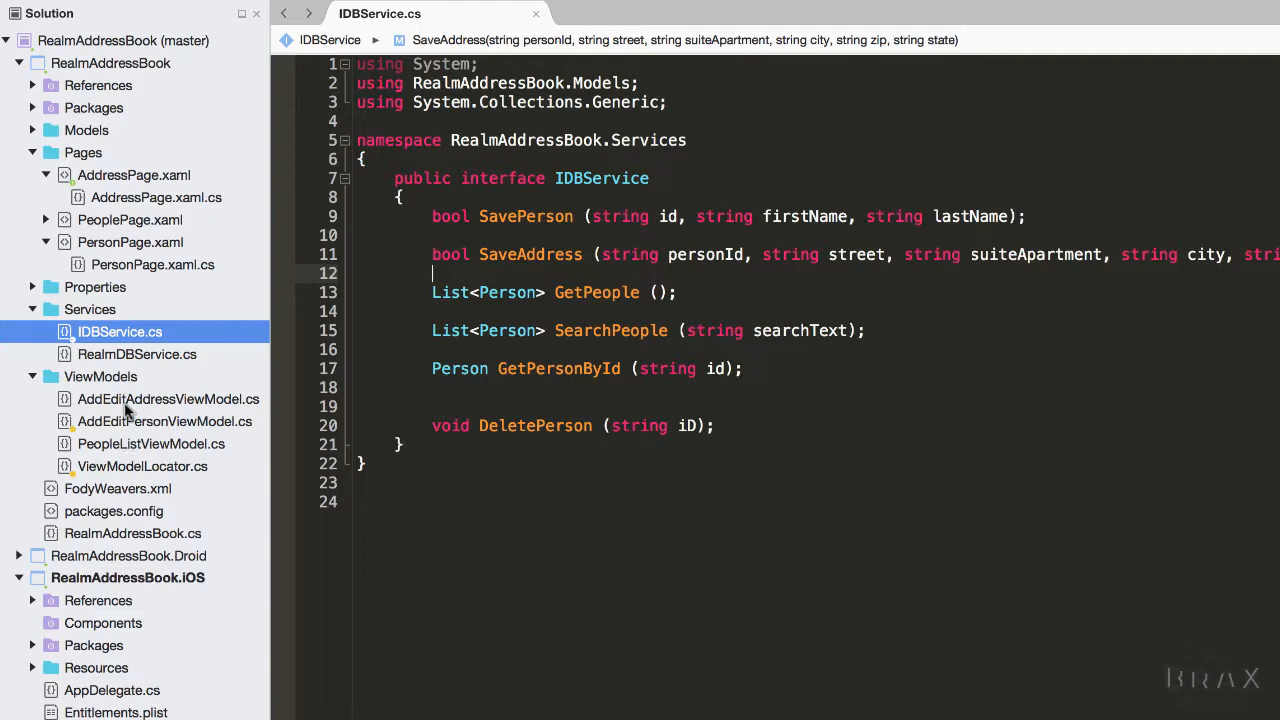 Solution
IDBService.cs
RealmAddressBook (master)
IDBService
SaveAddress(string personId, string street, string suiteApartment, string city, string zip, string state)
RealmAddressBook
References
Packages
Models
Pages
AddressPage.xaml
AddressPage.xaml.cs
PeoplePage.xaml
PersonPage.xaml
PersonPage.xaml.cs
Properties
Services
IDBService.cs
RealmDBService.cs
ViewModels
AddEditAddressViewModel.cs
AddEditPersonViewModel.cs
PeopleListViewModel.cs
ViewModelLocator.cs
FodyWeavers.xml
packages.config
RealmAddressBook.cs
RealmAddressBook.Droid
RealmAddressBook.iOS
References
Components
Packages
Resources
AppDelegate.cs
Entitlements.plist
1 using System;
2 using RealmAddressBook.Models;
3 using System.Collections.Generic;
4
5 namespace RealmAddressBook.Services
6 {
7 public interface IDBService
8 {
9 bool SavePerson (string id, string firstName, string lastName);
10
11 bool SaveAddress (string personId, string street, string suiteApartment, string city, stri
12
13 List<Person> GetPeople ();
14
15 List<Person> SearchPeople (string searchText);
16
17 Person GetPersonById (string id);
18
19
20 void DeletePerson (string iD);
21 }
22 }
23
24
BRAX